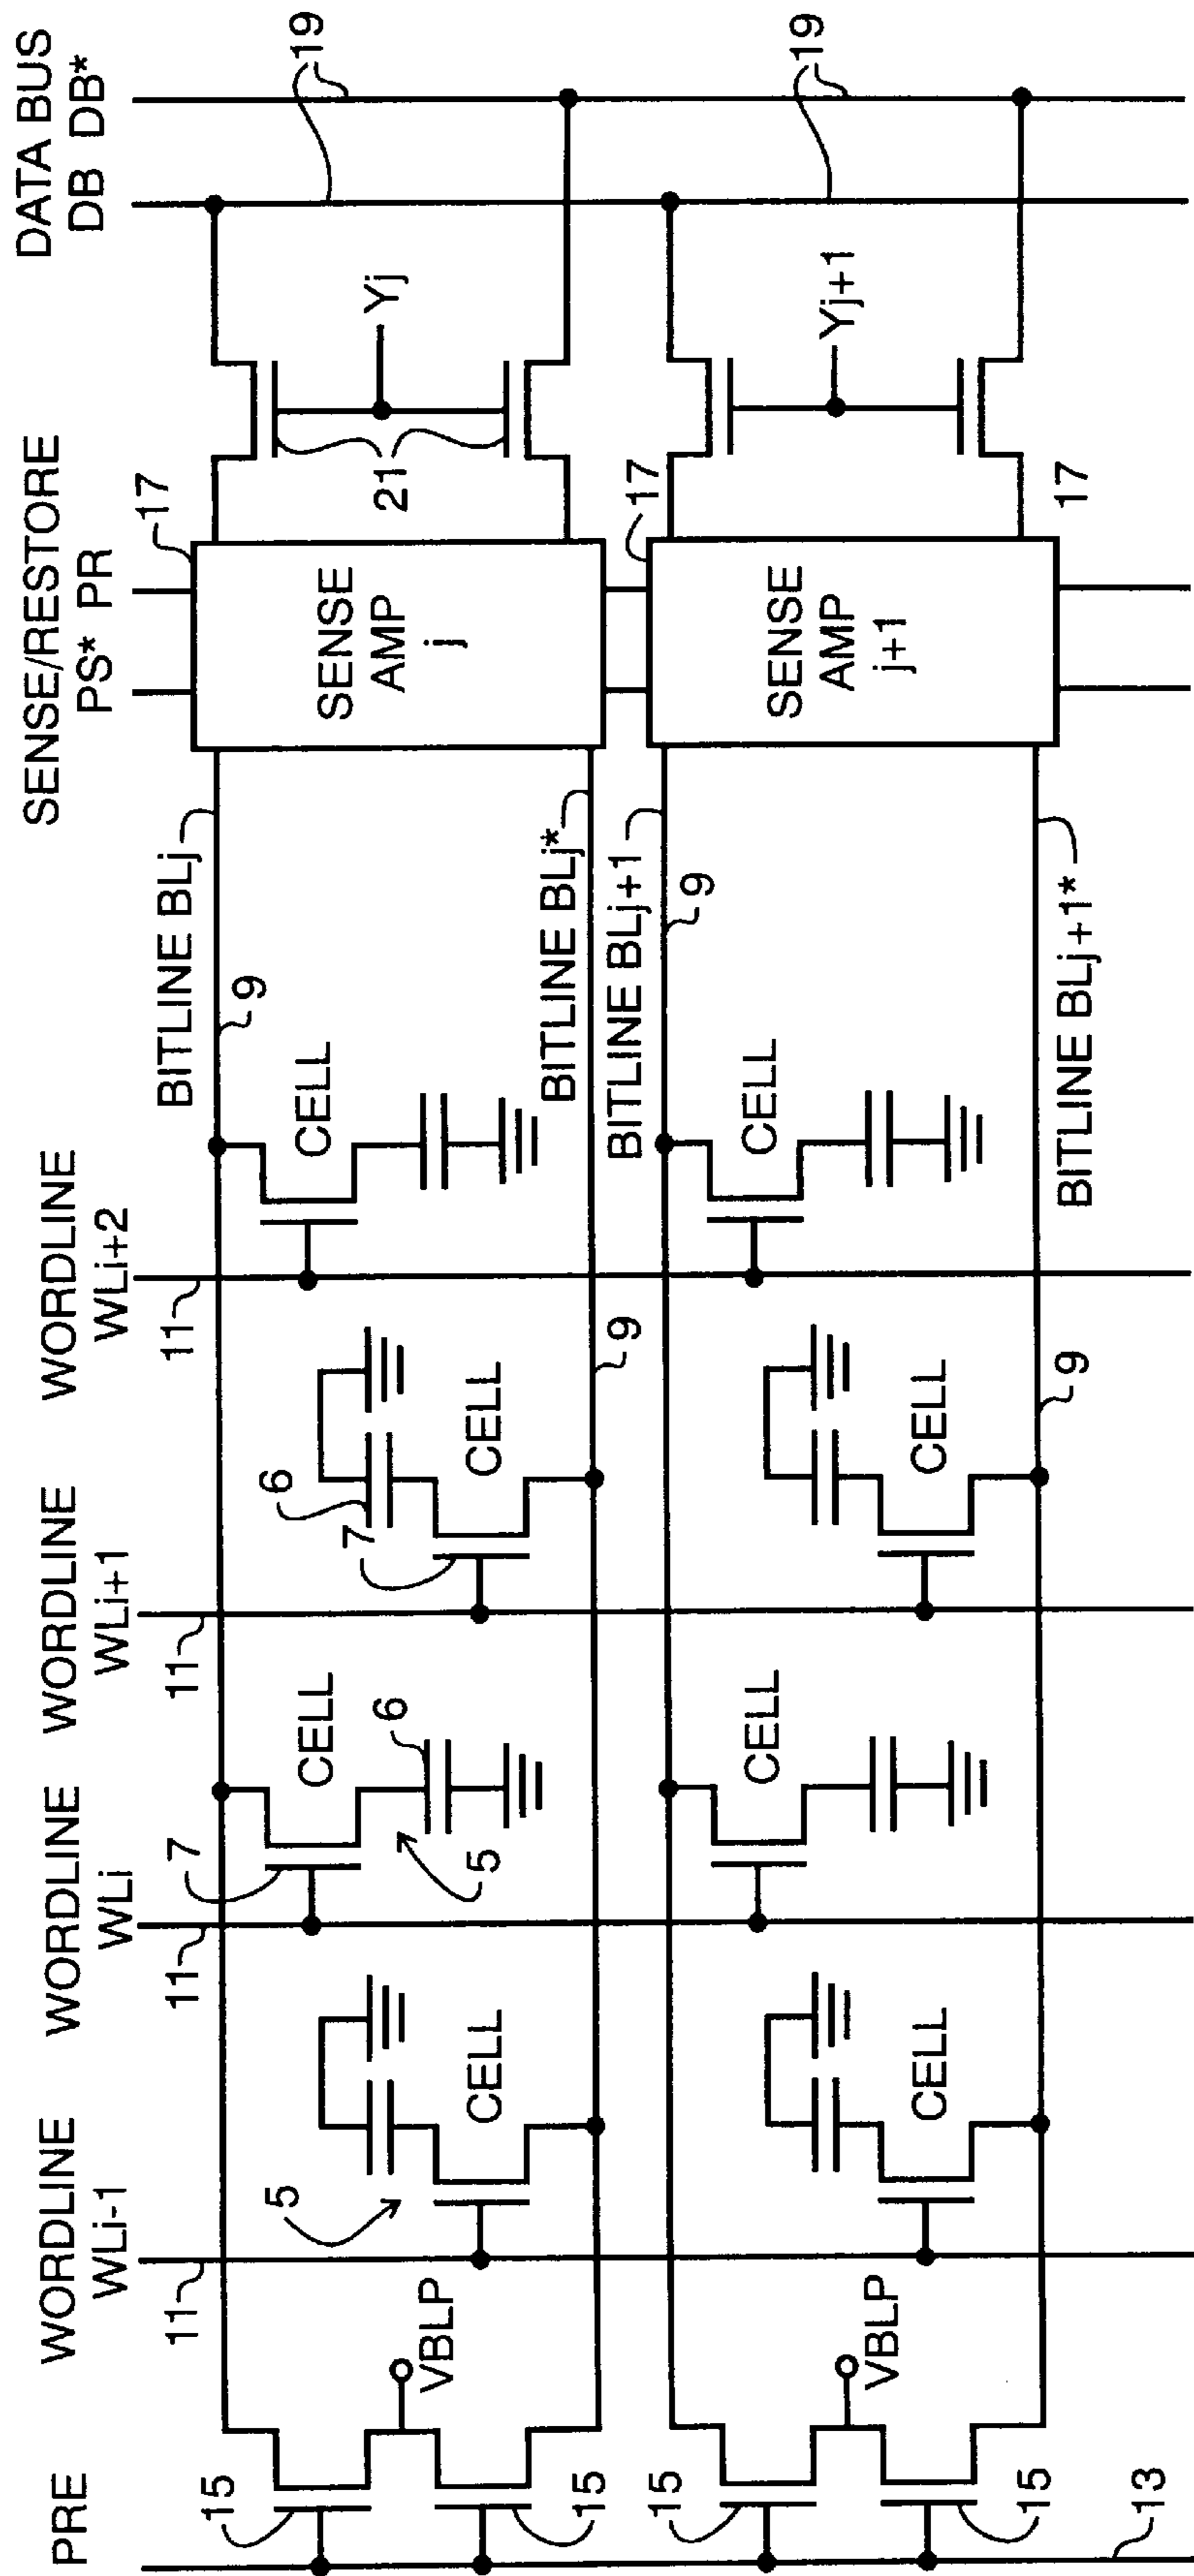 PRE
WORDLINE
WLi-1
WORDLINE
WLi
WORDLINE
WLi+1
WORDLINE
WLi+2
SENSE/RESTORE
PS* PR
DATA BUS
DB DB*
15
11
11
11
11
BITLINE BLj
17
19
7
9
CELL
CELL
VBLP
5
CELL
5
6
6
7
CELL
SENSE
AMP
j
21
Yj
15
9
BITLINE BLj*
15
BITLINE BLj+1
9
17
19
CELL
CELL
VBLP
CELL
CELL
SENSE
AMP
j+1
Yj+1
15
9
BITLINE BLj+1*
17
13